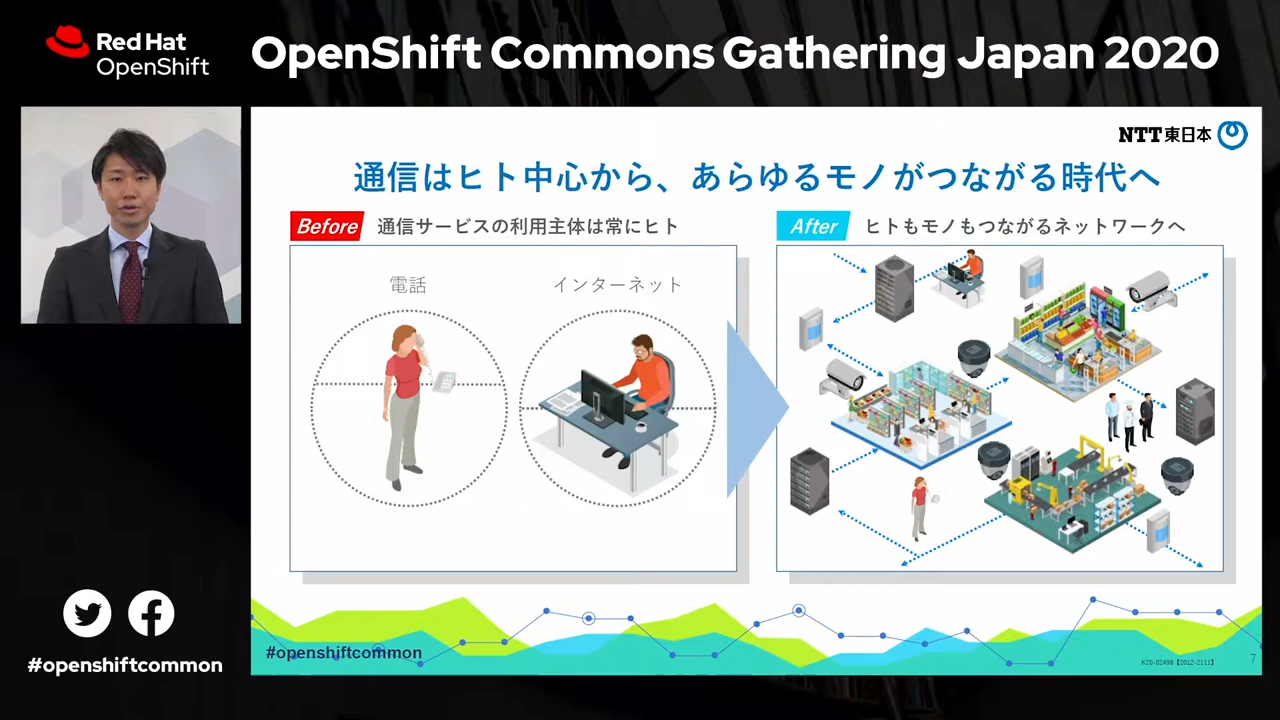 Red Hat
OpenShift
OpenShift Commons Gathering Japan 2020
NTT東日本
通信はヒト中心から、あらゆるモノがつながる時代へ
Before 通信サービスの利用主体は常にヒト
電話
インターネット
After ヒトもモノもつながるネットワークへ
#openshiftcommon
K20-02498【2012-2111】
7
#openshiftcommon